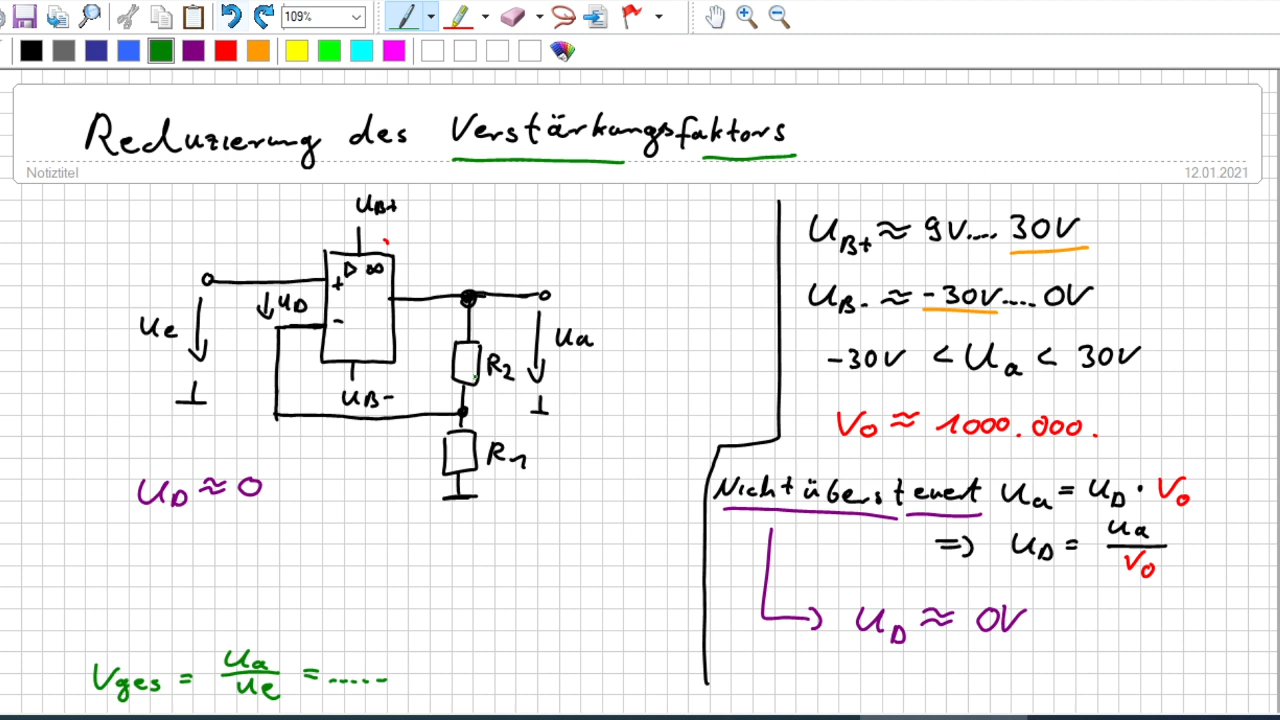 109%
Reduzierung des Verstärkungsfaktors
Notiztitel
12.01.2021
UB+
▷ ∞
+
-
UD
Ue
Ua
R2
UB-
R1
UD ≈ 0
Vges = Ua/Ue = ......
UB+ ≈ 9V.... 30V
UB- ≈ -30V.... 0V
-30V < Ua < 30V
V0 ≈ 1000.000.
Nicht übersteuert Ua = UD · V0
=> UD = Ua/V0
UD ≈ 0V